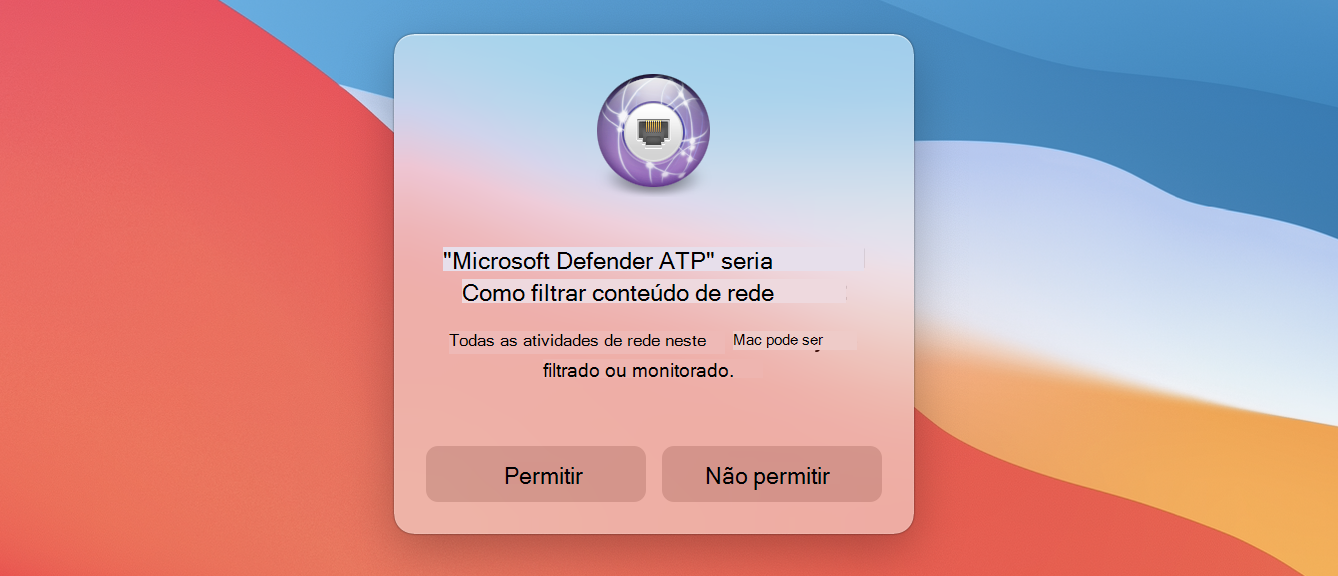 "Microsoft Defender ATP" seria
Como filtrar conteúdo de rede
Todas as atividades de rede neste Mac pode ser
filtrado ou monitorado.
Permitir
Não permitir